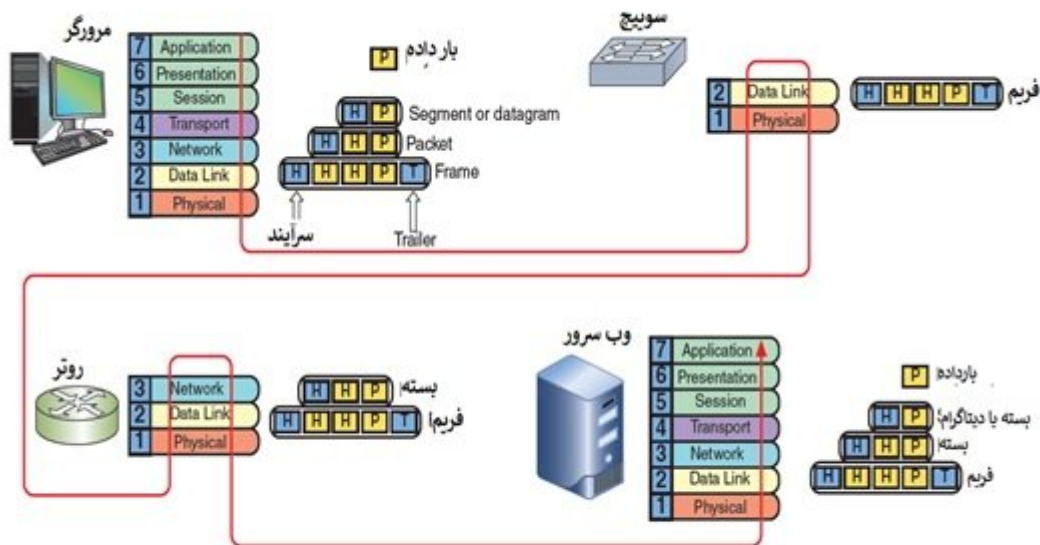 مرورگر
7 Application
6 Presentation
5 Session
4 Transport
3 Network
2 Data Link
1 Physical
P بار داده
H P Segment or datagram
H H P Packet
H H H P T Frame
سرآیند
Trailer
سوییچ
2 Data Link
1 Physical
H H H P T فریم
روتر
3 Network
2 Data Link
1 Physical
H H P بسته
H H H P T فریم
وب سرور
7 Application
6 Presentation
5 Session
4 Transport
3 Network
2 Data Link
1 Physical
P بارداده
H P بسته یا دیتاگرام
H H P بسته
H H H P T فریم